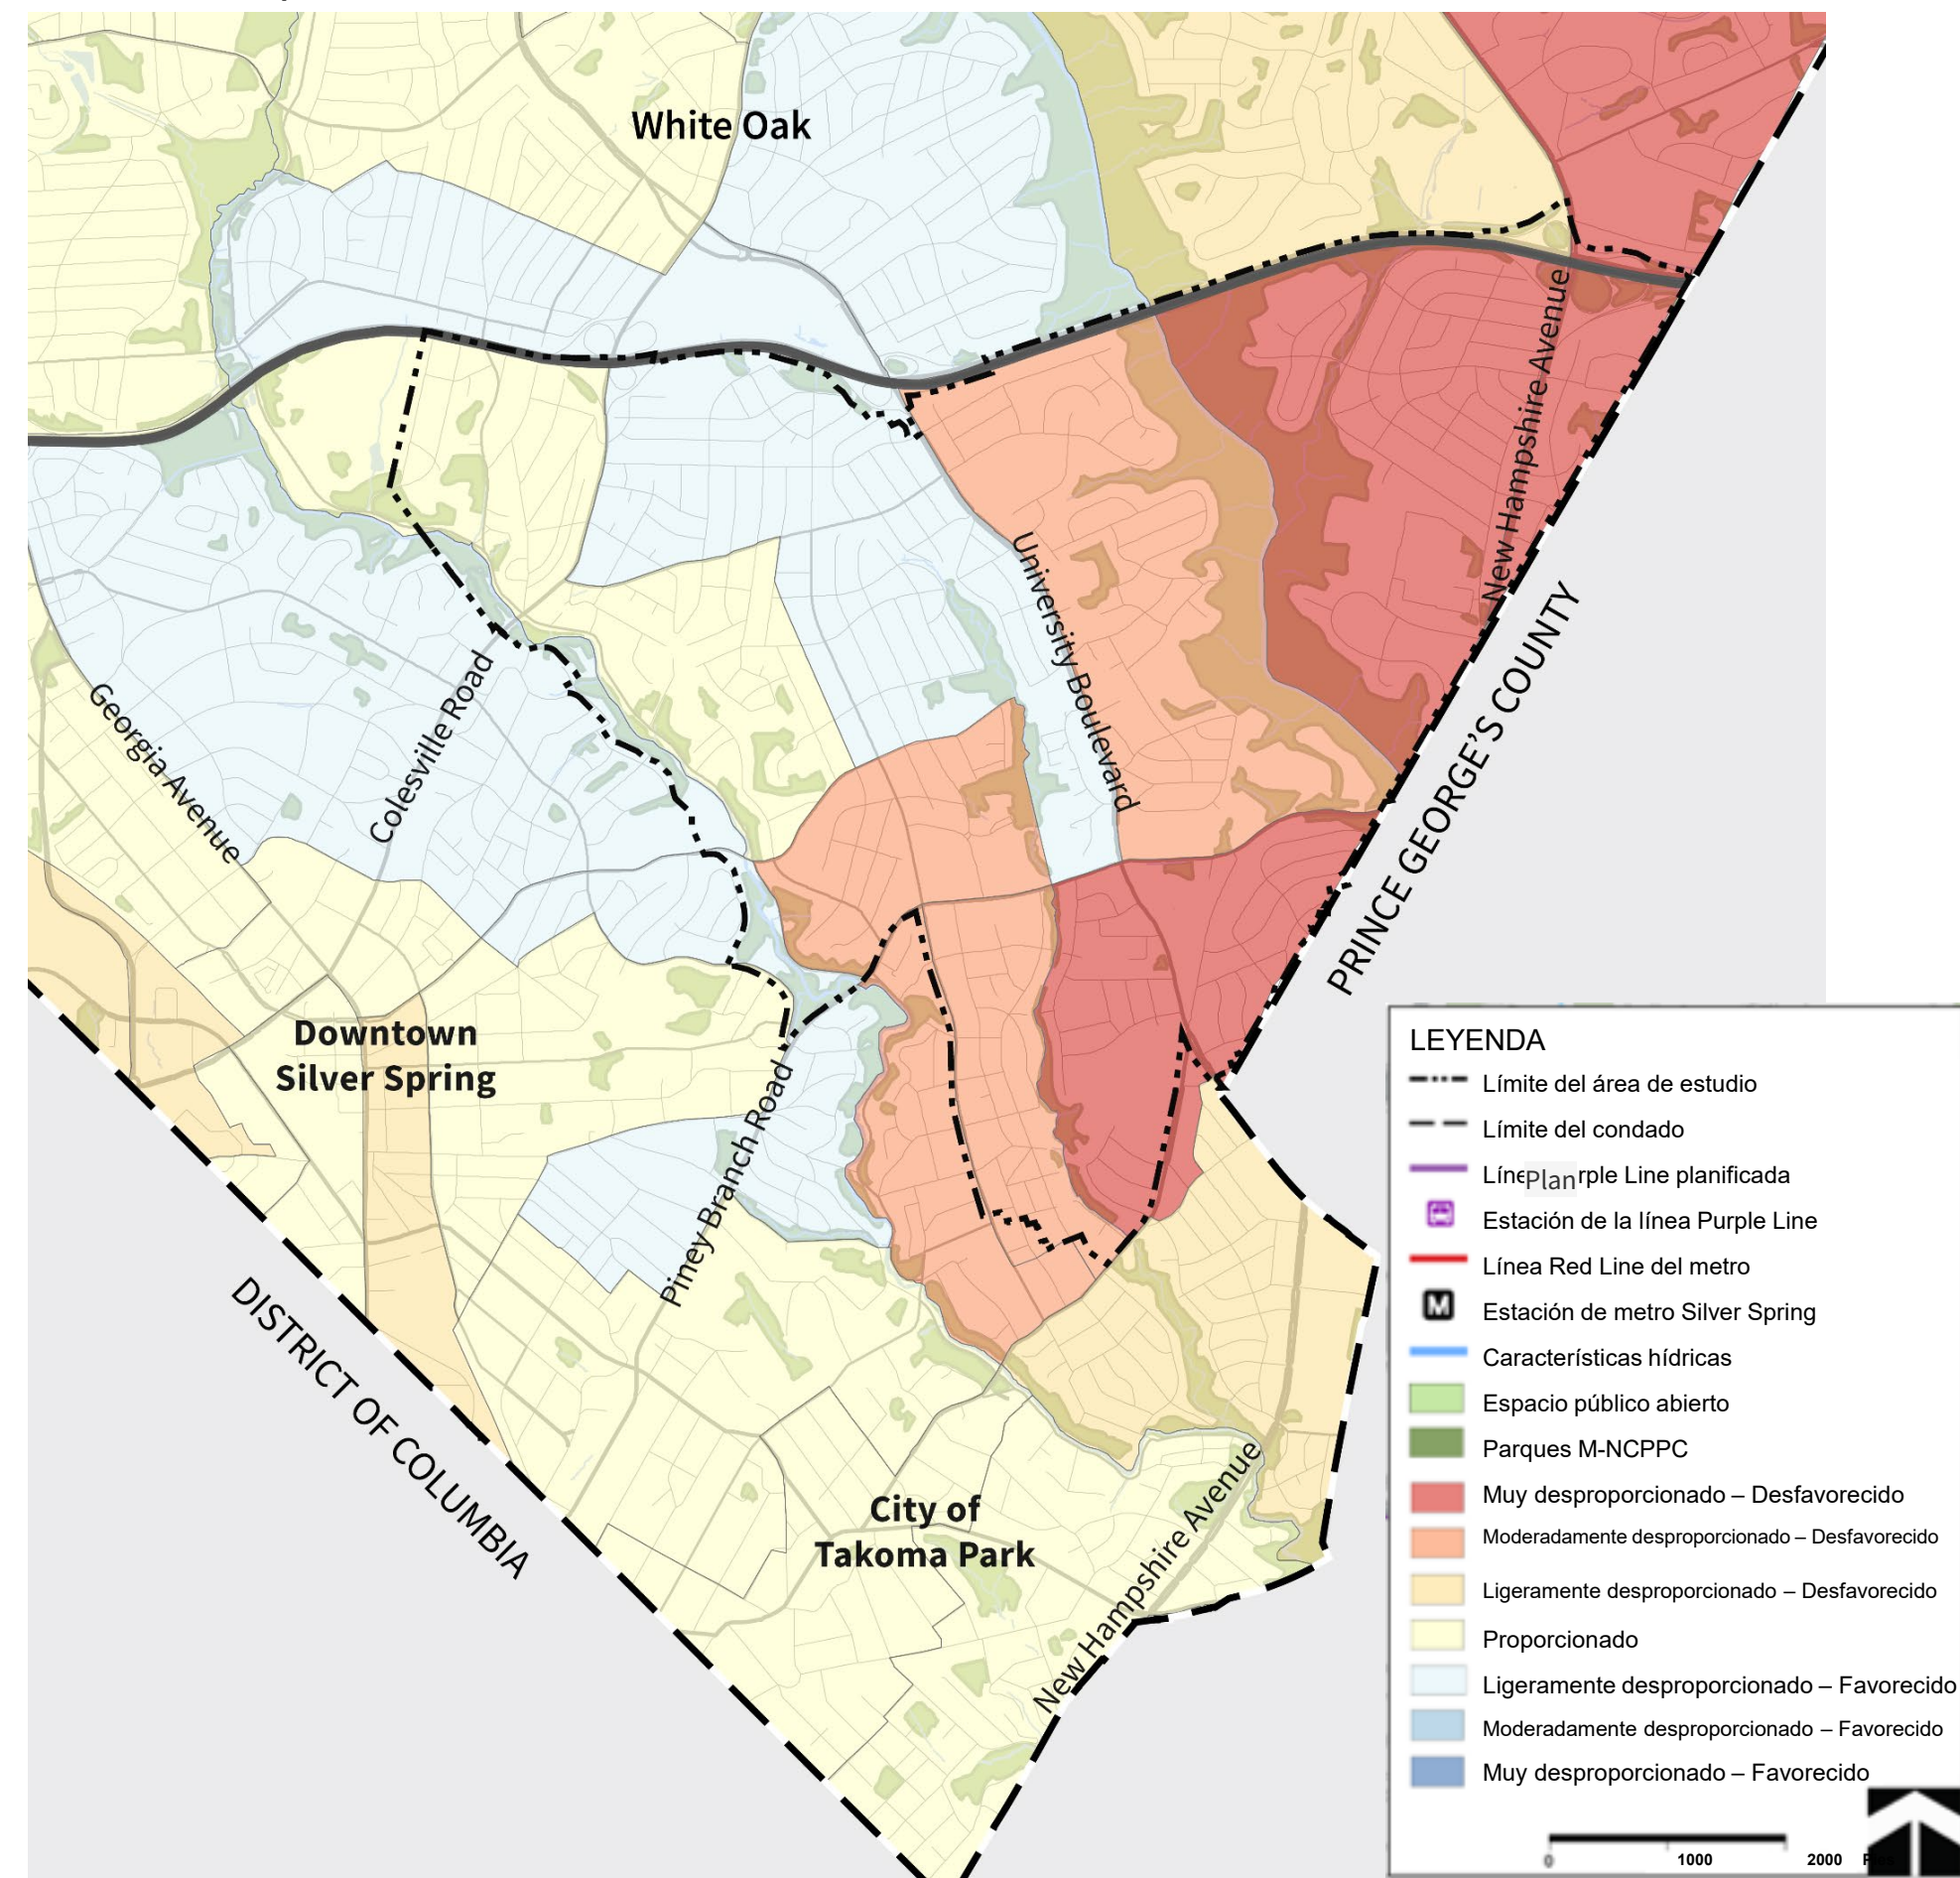 White Oak
New Hampshire Avenue
University Boulevard
Georgia Avenue
Colesville Road
PRINCE GEORGE'S COUNTY
Downtown
Silver Spring
Piney Branch Road
DISTRICT OF COLUMBIA
City of
Takoma Park
New Hampshire Avenue
LEYENDA
Límite del área de estudio
Límite del condado
Líne Plan rple Line planificada
Estación de la línea Purple Line
Línea Red Line del metro
M Estación de metro Silver Spring
Características hídricas
Espacio público abierto
Parques M-NCPPC
Muy desproporcionado – Desfavorecido
Moderadamente desproporcionado – Desfavorecido
Ligeramente desproporcionado – Desfavorecido
Proporcionado
Ligeramente desproporcionado – Favorecido
Moderadamente desproporcionado – Favorecido
Muy desproporcionado – Favorecido
0 1000 2000